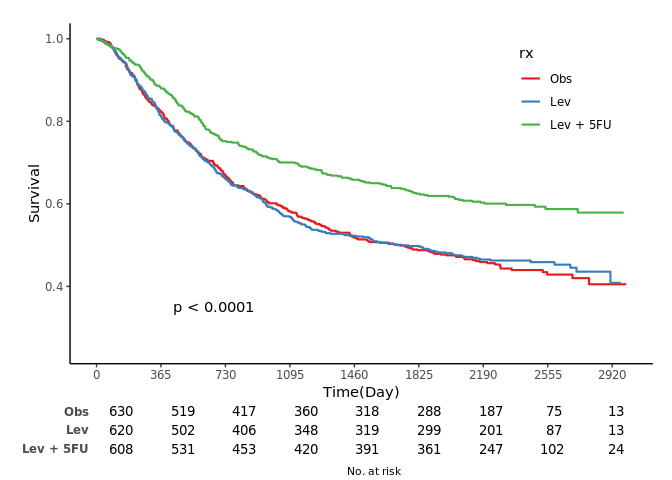 rx
Obs
Lev
Lev + 5FU
1.0
0.8
0.6
0.4
Survival
p < 0.0001
0 365 730 1095 1460 1825 2190 2555 2920
Time(Day)
Obs 630 519 417 360 318 288 187 75 13
Lev 620 502 406 348 319 299 201 87 13
Lev + 5FU 608 531 453 420 391 361 247 102 24
No. at risk